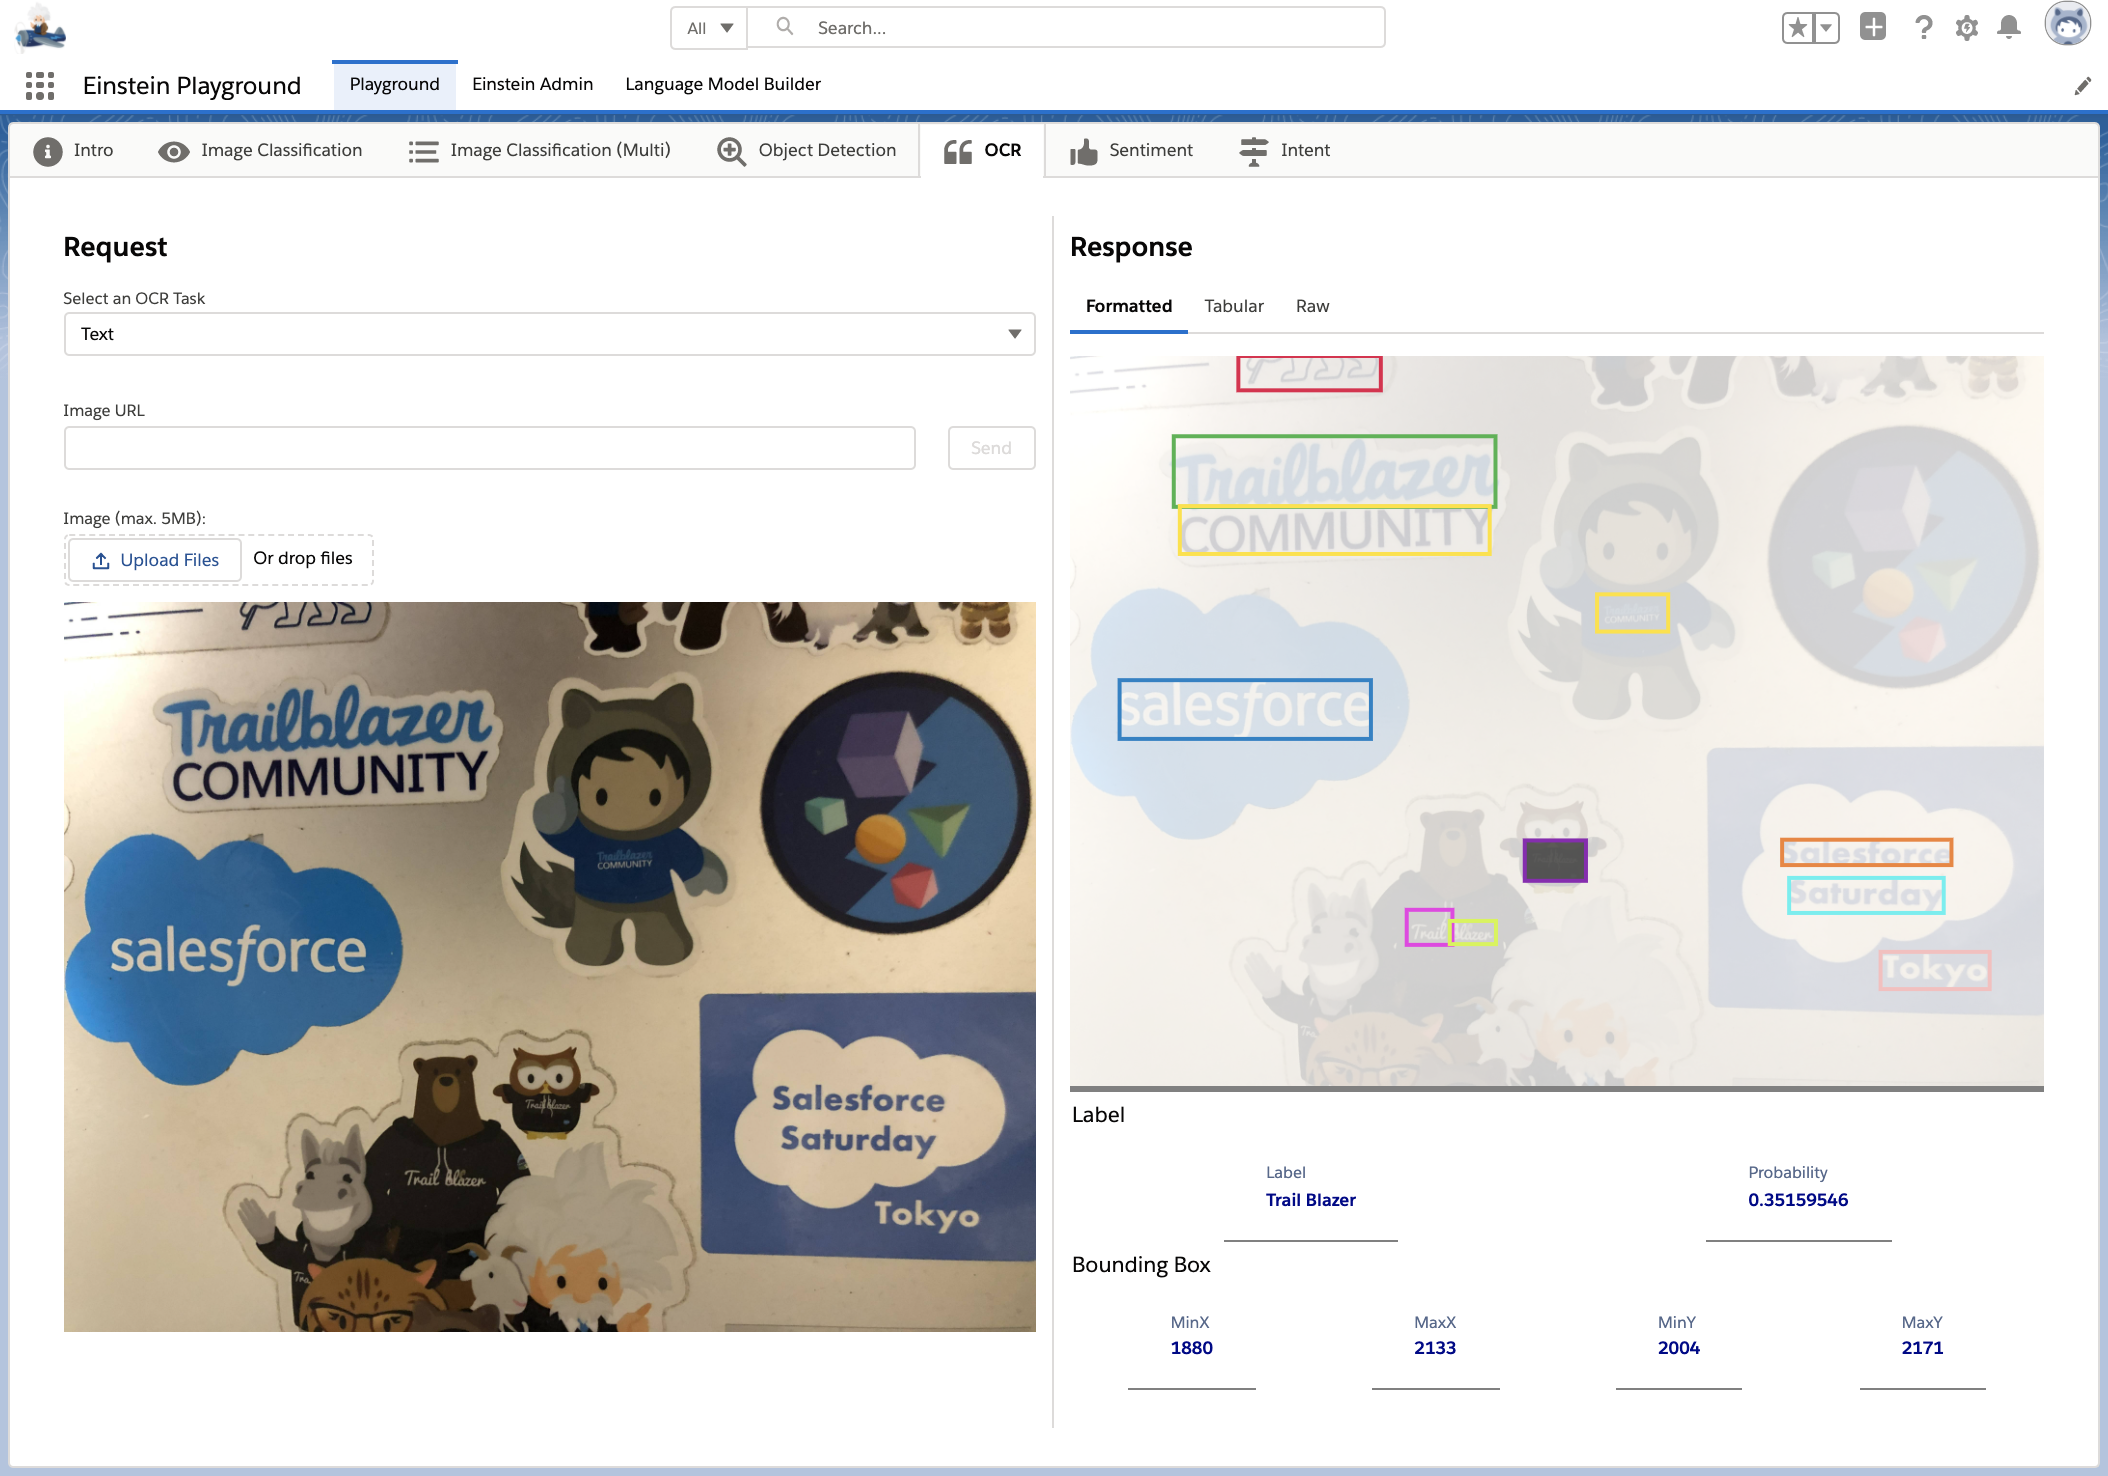 All
Search...
Einstein Playground
Playground
Einstein Admin
Language Model Builder
Intro
Image Classification
Image Classification (Multi)
Object Detection
OCR
Sentiment
Intent
Request
Select an OCR Task
Text
Image URL
Send
Image (max. 5MB):
Upload Files
Or drop files
Trailblazer
COMMUNITY
Trailblazer
COMMUNITY
salesforce
Trail blazer
Trail blazer
Salesforce
Saturday
Tokyo
Response
Formatted
Tabular
Raw
Trailblazer
COMMUNITY
COMMUNITY
salesforce
Trail blazer
Salesforce
Saturday
Tokyo
Label
Label
Trail Blazer
Probability
0.35159546
Bounding Box
MinX
1880
MaxX
2133
MinY
2004
MaxY
2171